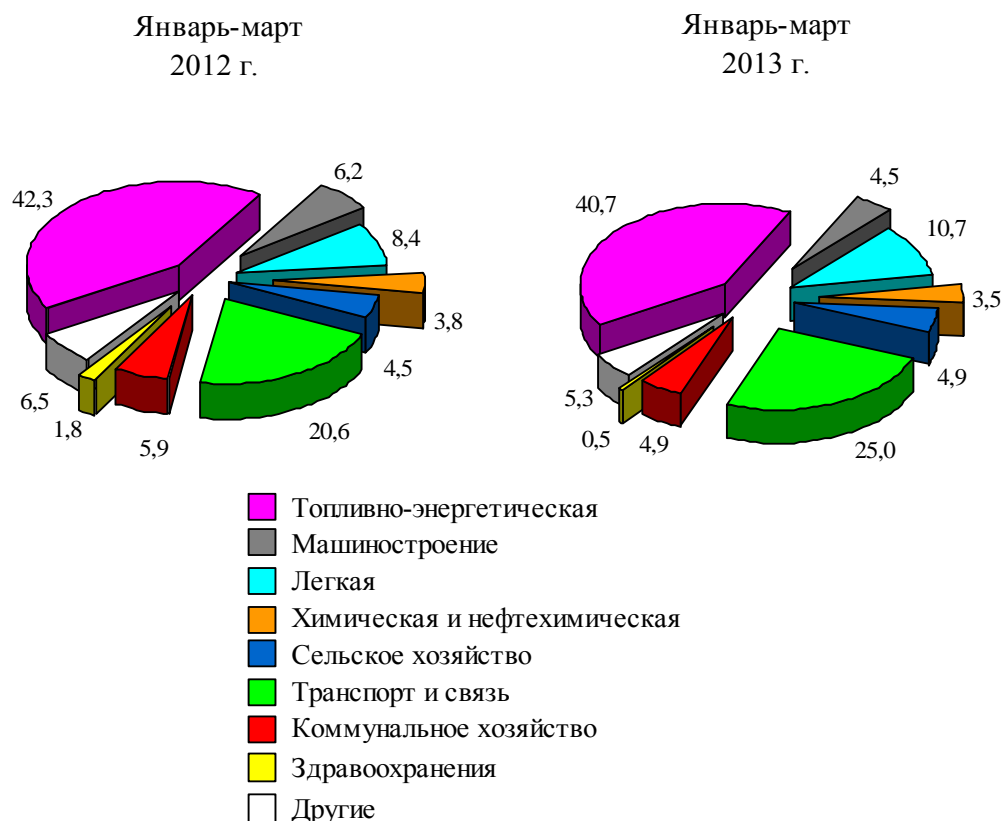 Январь-март
2012 г.
Январь-март
2013 г.
42,3
6,2
8,4
3,8
4,5
20,6
5,9
1,8
6,5
40,7
4,5
10,7
3,5
4,9
25,0
4,9
0,5
5,3
Топливно-энергетическая
Машиностроение
Легкая
Химическая и нефтехимическая
Сельское хозяйство
Транспорт и связь
Коммунальное хозяйство
Здравоохранения
Другие